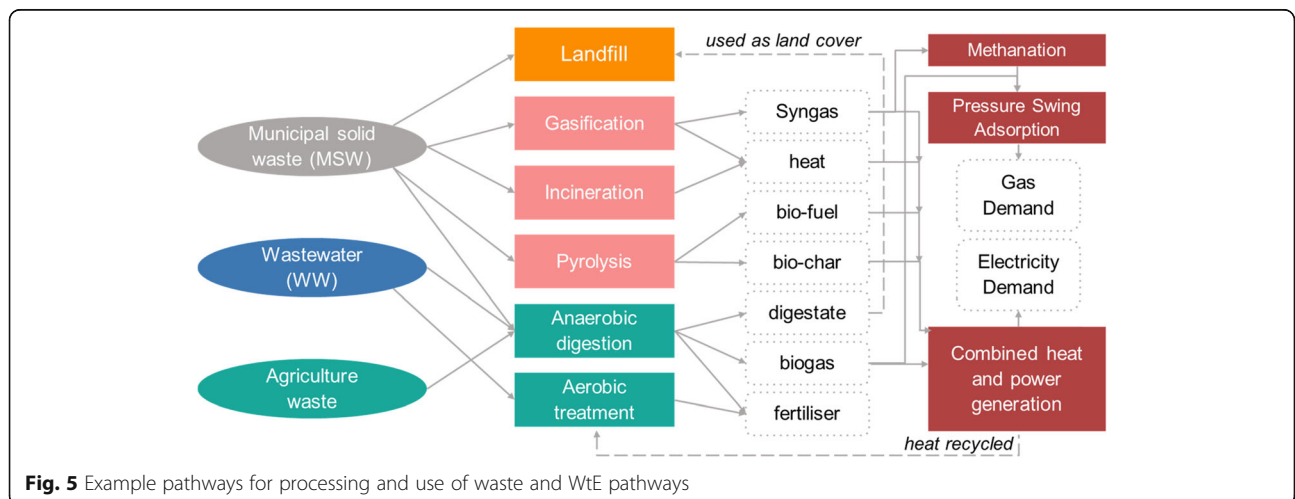 Municipal solid
waste (MSW)
Wastewater
(WW)
Agriculture
waste
Landfill
Gasification
Incineration
Pyrolysis
Anaerobic
digestion
Aerobic
treatment
used as land cover
Syngas
heat
bio-fuel
bio-char
digestate
biogas
fertiliser
Methanation
Pressure Swing
Adsorption
Gas
Demand
Electricity
Demand
Combined heat
and power
generation
heat recycled
Fig. 5 Example pathways for processing and use of waste and WtE pathways